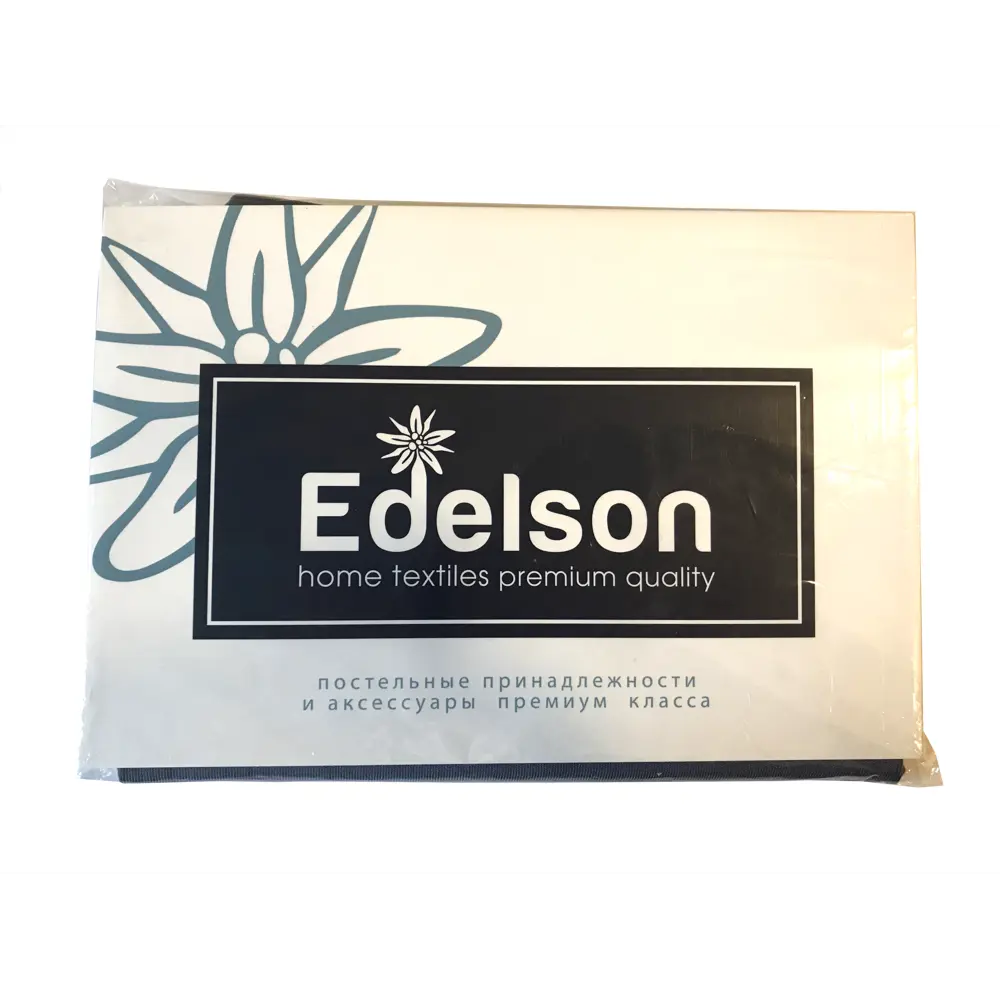 Edelson
home textiles premium quality
постельные принадлежности
и аксессуары премиум класса